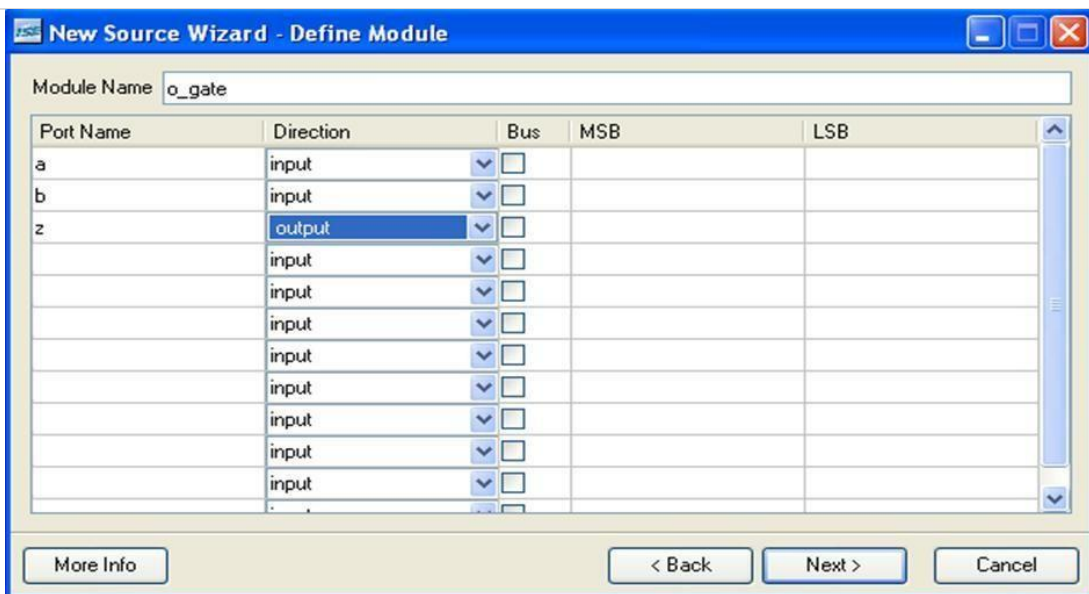 ISE New Source Wizard - Define Module
Module Name o_gate
Port Name Direction Bus MSB LSB
a input
b input
z output
input
input
input
input
input
input
input
input
More Info < Back Next > Cancel